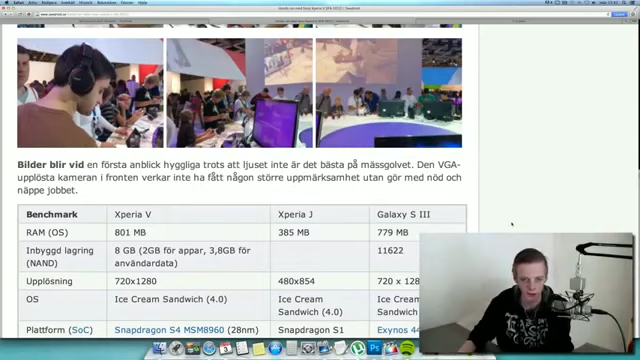 Bilder blir vid en första anblick hyggliga trots att ljuset inte är det bästa på mässgolvet. Den VGA-
upplösta kameran i fronten verkar inte ha fått någon större uppmärksamhet utan gör med nöd och
näppe jobbet.
Benchmark Xperia V Xperia J Galaxy S III
RAM (OS) 801 MB 385 MB 779 MB
Inbyggd lagring 8 GB (2GB för appar, 3,8GB för 11622
(NAND) användardata)
Upplösning 720x1280 480x854 720 x 128
OS Ice Cream Sandwich (4.0) Ice Cream Ice Cream
Sandwich (4.0) Sandwich
Plattform (SoC) Snapdragon S4 MSM8960 (28nm) Snapdragon S1 Exynos 44